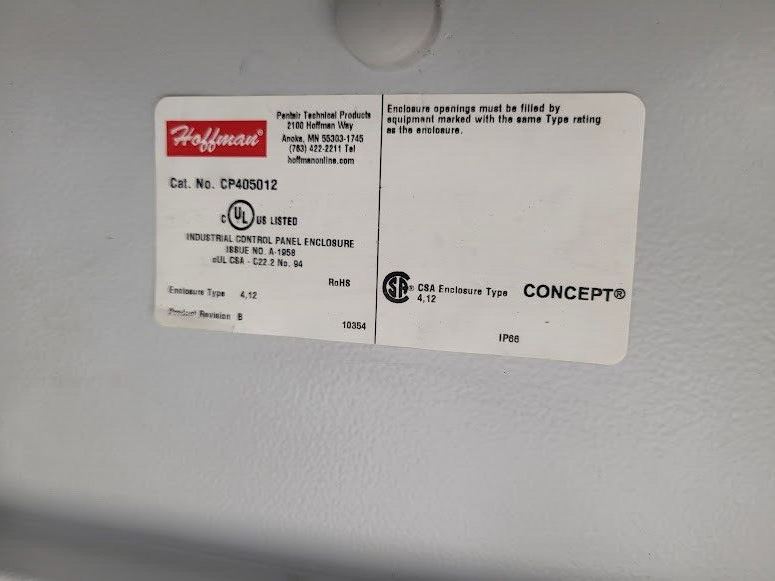 Hoffman®
Pentair Technical Products
2100 Hoffman Way
Anoka, MN 55303-1745
(763) 422-2211 Tel
hoffmanonline.com
Cat. No. CP405012
C UL US LISTED
INDUSTRIAL CONTROL PANEL ENCLOSURE
ISSUE NO. A-1958
cUL CSA - C22.2 No. 94
RoHS
Enclosure Type 4,12
Product Revision B
10354
Enclosure openings must be filled by
equipment marked with the same Type rating
as the enclosure.
SA® CSA Enclosure Type CONCEPT®
4,12
IP66